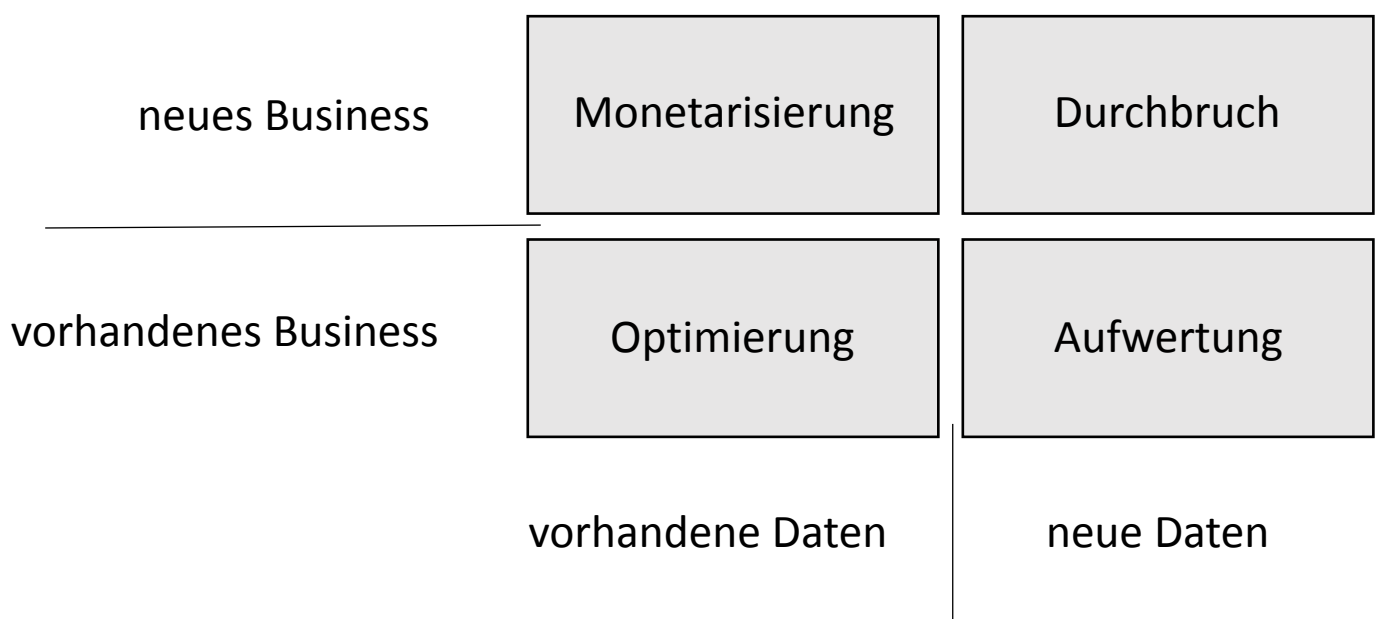 neues Business
Monetarisierung
Durchbruch
vorhandenes Business
Optimierung
Aufwertung
vorhandene Daten
neue Daten